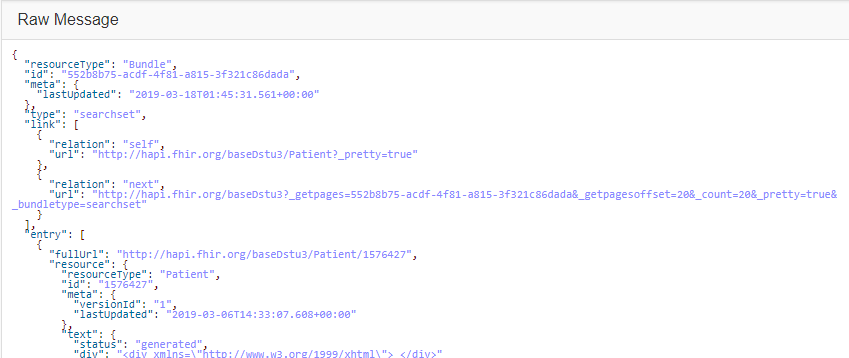 Raw Message
{
"resourceType": "Bundle",
"id": "552b8b75-acdf-4f81-a815-3f321c86dada",
"meta": {
"lastUpdated": "2019-03-18T01:45:31.561+00:00"
},
"type": "searchset",
"link": [
{
"relation": "self",
"url": "http://hapi.fhir.org/baseDstu3/Patient?_pretty=true"
},
{
"relation": "next",
"url": "http://hapi.fhir.org/baseDstu3?_getpages=552b8b75-acdf-4f81-a815-3f321c86dada&_getpagesoffset=20&_count=20&_pretty=true&
_bundletype=searchset"
}
],
"entry": [
{
"fullUrl": "http://hapi.fhir.org/baseDstu3/Patient/1576427",
"resource": {
"resourceType": "Patient",
"id": "1576427",
"meta": {
"versionId": "1",
"lastUpdated": "2019-03-06T14:33:07.608+00:00"
},
"text": {
"status": "generated",
"div": "<div xmlns=\"http://www.w3.org/1999/xhtml\"> </div>"